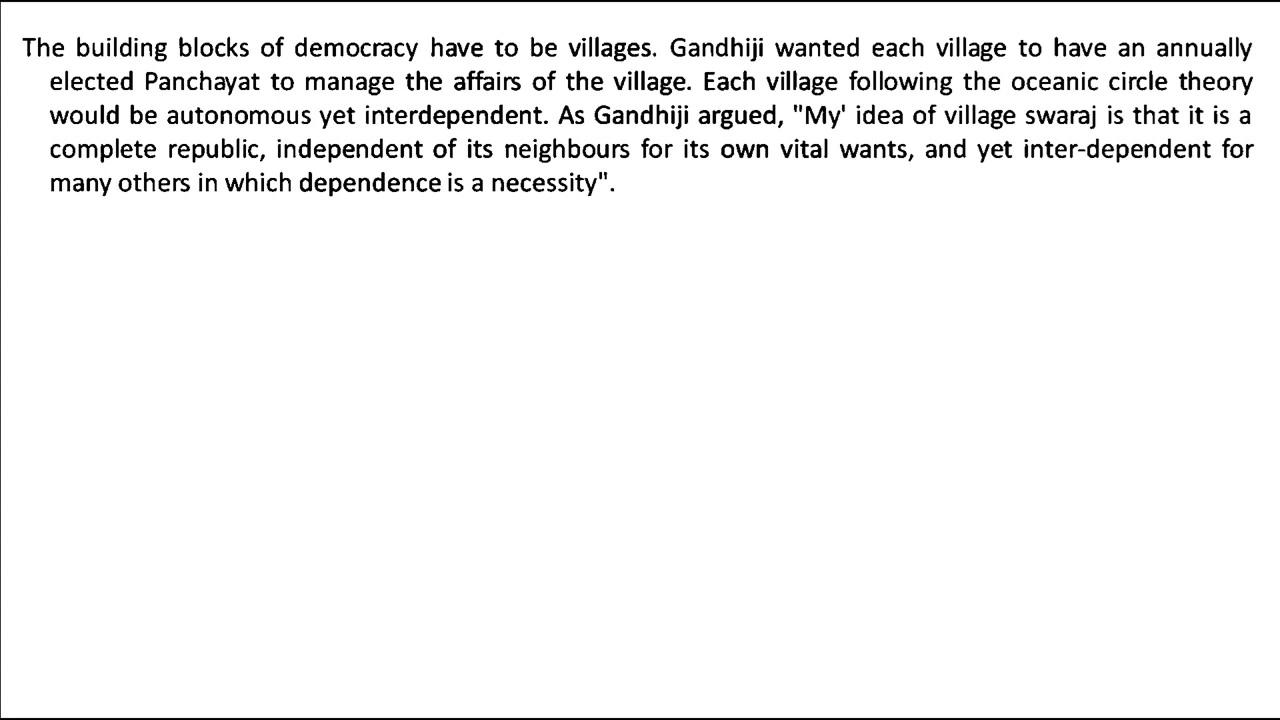 The building blocks of democracy have to be villages. Gandhiji wanted each village to have an annually
elected Panchayat to manage the affairs of the village. Each village following the oceanic circle theory
would be autonomous yet interdependent. As Gandhiji argued, "My' idea of village swaraj is that it is a
complete republic, independent of its neighbours for its own vital wants, and yet inter-dependent for
many others in which dependence is a necessity".